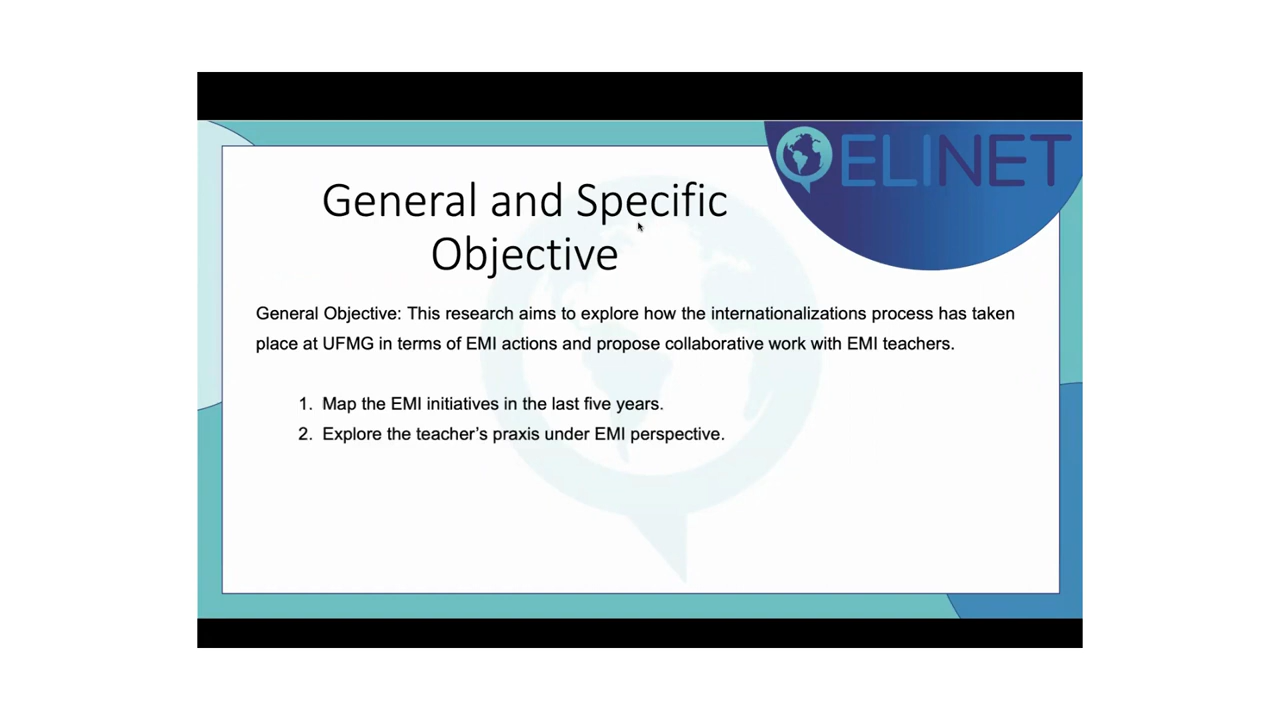 ELINET
General and Specific
Objective
General Objective: This research aims to explore how the internationalizations process has taken
place at UFMG in terms of EMI actions and propose collaborative work with EMI teachers.
1. Map the EMI initiatives in the last five years.
2. Explore the teacher's praxis under EMI perspective.